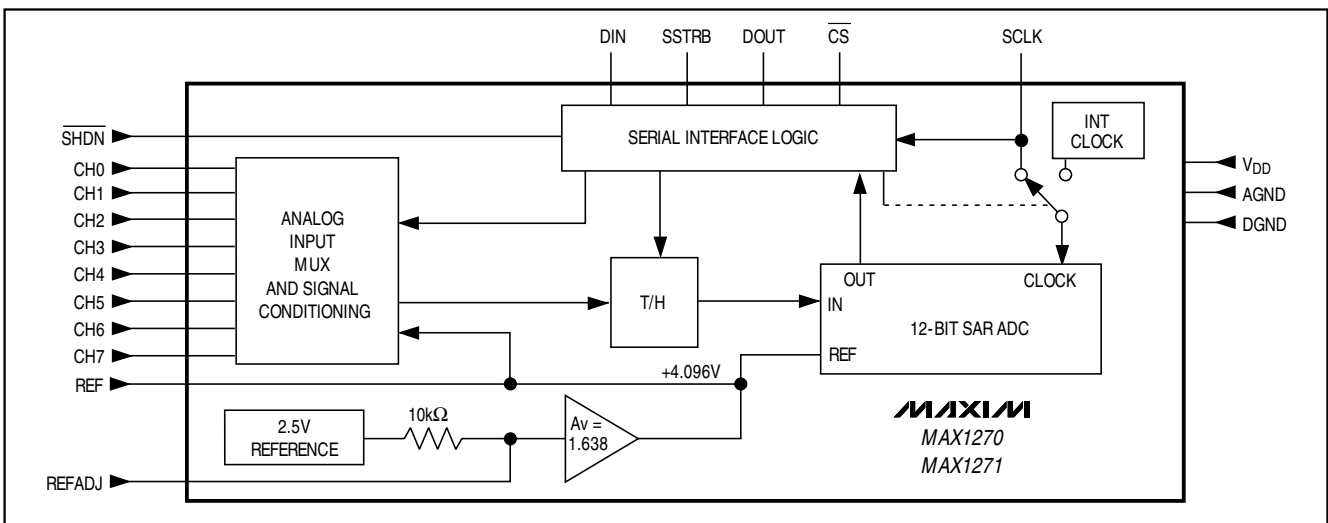 DIN SSTRB DOUT C̅S̅ SCLK
S̅H̅D̅N̅
SERIAL INTERFACE LOGIC
INT
CLOCK
CH0
CH1
CH2
CH3
CH4
CH5
CH6
CH7
REF
REFADJ
ANALOG
INPUT
MUX
AND SIGNAL
CONDITIONING
T/H
OUT
CLOCK
IN
12-BIT SAR ADC
REF
VDD
AGND
DGND
+4.096V
2.5V
REFERENCE
10kΩ
Av =
1.638
MAXIM
MAX1270
MAX1271